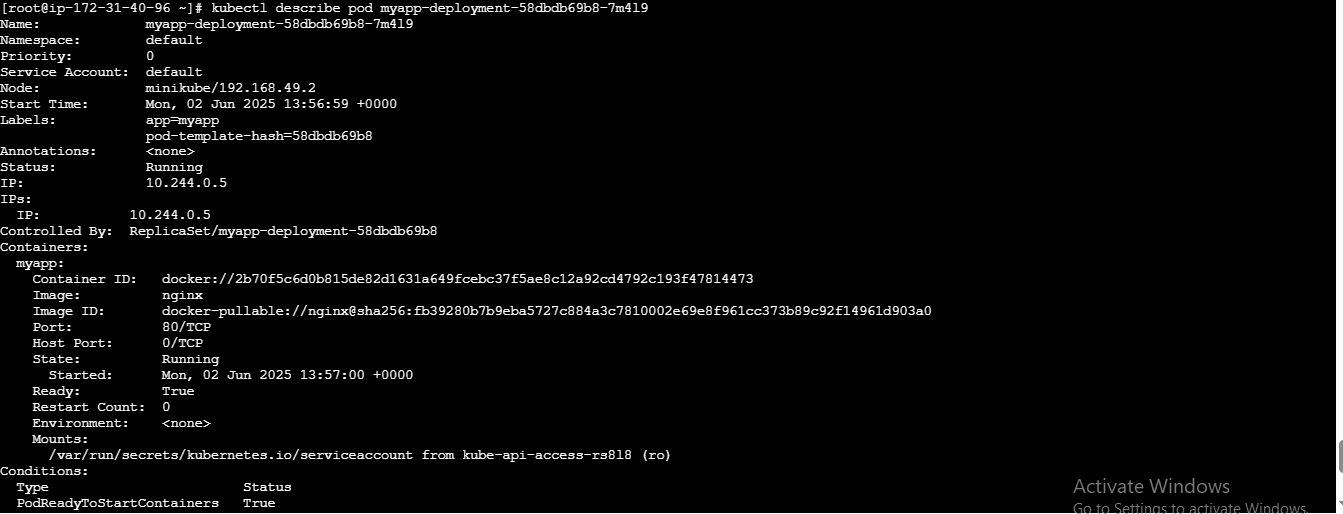 [root@ip-172-31-40-96 ~]# kubectl describe pod myapp-deployment-58dbdb69b8-7m4l9
Name:             myapp-deployment-58dbdb69b8-7m4l9
Namespace:        default
Priority:         0
Service Account:  default
Node:             minikube/192.168.49.2
Start Time:       Mon, 02 Jun 2025 13:56:59 +0000
Labels:           app=myapp
                  pod-template-hash=58dbdb69b8
Annotations:      <none>
Status:           Running
IP:               10.244.0.5
IPs:
  IP:           10.244.0.5
Controlled By:  ReplicaSet/myapp-deployment-58dbdb69b8
Containers:
  myapp:
    Container ID:   docker://2b70f5c6d0b815de82d1631a649fcebc37f5ae8c12a92cd4792c193f47814473
    Image:          nginx
    Image ID:       docker-pullable://nginx@sha256:fb39280b7b9eba5727c884a3c7810002e69e8f961cc373b89c92f14961d903a0
    Port:           80/TCP
    Host Port:      0/TCP
    State:          Running
      Started:      Mon, 02 Jun 2025 13:57:00 +0000
    Ready:          True
    Restart Count:  0
    Environment:    <none>
    Mounts:
      /var/run/secrets/kubernetes.io/serviceaccount from kube-api-access-rs8l8 (ro)
Conditions:
  Type                        Status
  PodReadyToStartContainers   True
Activate Windows
Go to Settings to activate Windows.